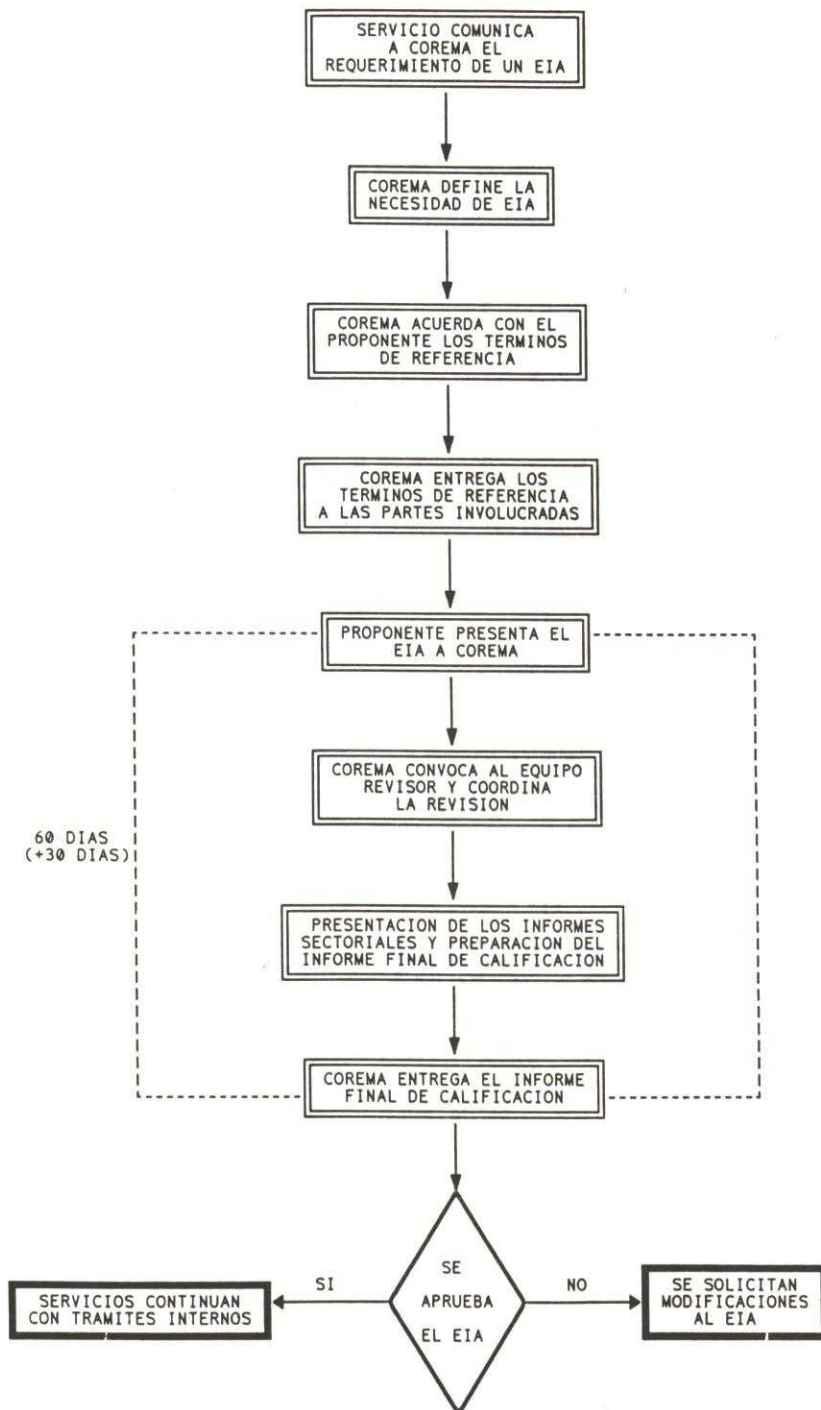 SERVICIO COMUNICA
A COREMA EL
REQUERIMIENTO DE UN EIA
COREMA DEFINE LA
NECESIDAD DE EIA
COREMA ACUERDA CON EL
PROPONENTE LOS TERMINOS
DE REFERENCIA
COREMA ENTREGA LOS
TERMINOS DE REFERENCIA
A LAS PARTES INVOLUCRADAS
PROPONENTE PRESENTA EL
EIA A COREMA
COREMA CONVOCA AL EQUIPO
REVISOR Y COORDINA
LA REVISION
60 DIAS
(+30 DIAS)
PRESENTACION DE LOS INFORMES
SECTORIALES Y PREPARACION DEL
INFORME FINAL DE CALIFICACION
COREMA ENTREGA EL INFORME
FINAL DE CALIFICACION
SE
APRUEBA
EL EIA
SI
SERVICIOS CONTINUAN
CON TRAMITES INTERNOS
NO
SE SOLICITAN
MODIFICACIONES
AL EIA